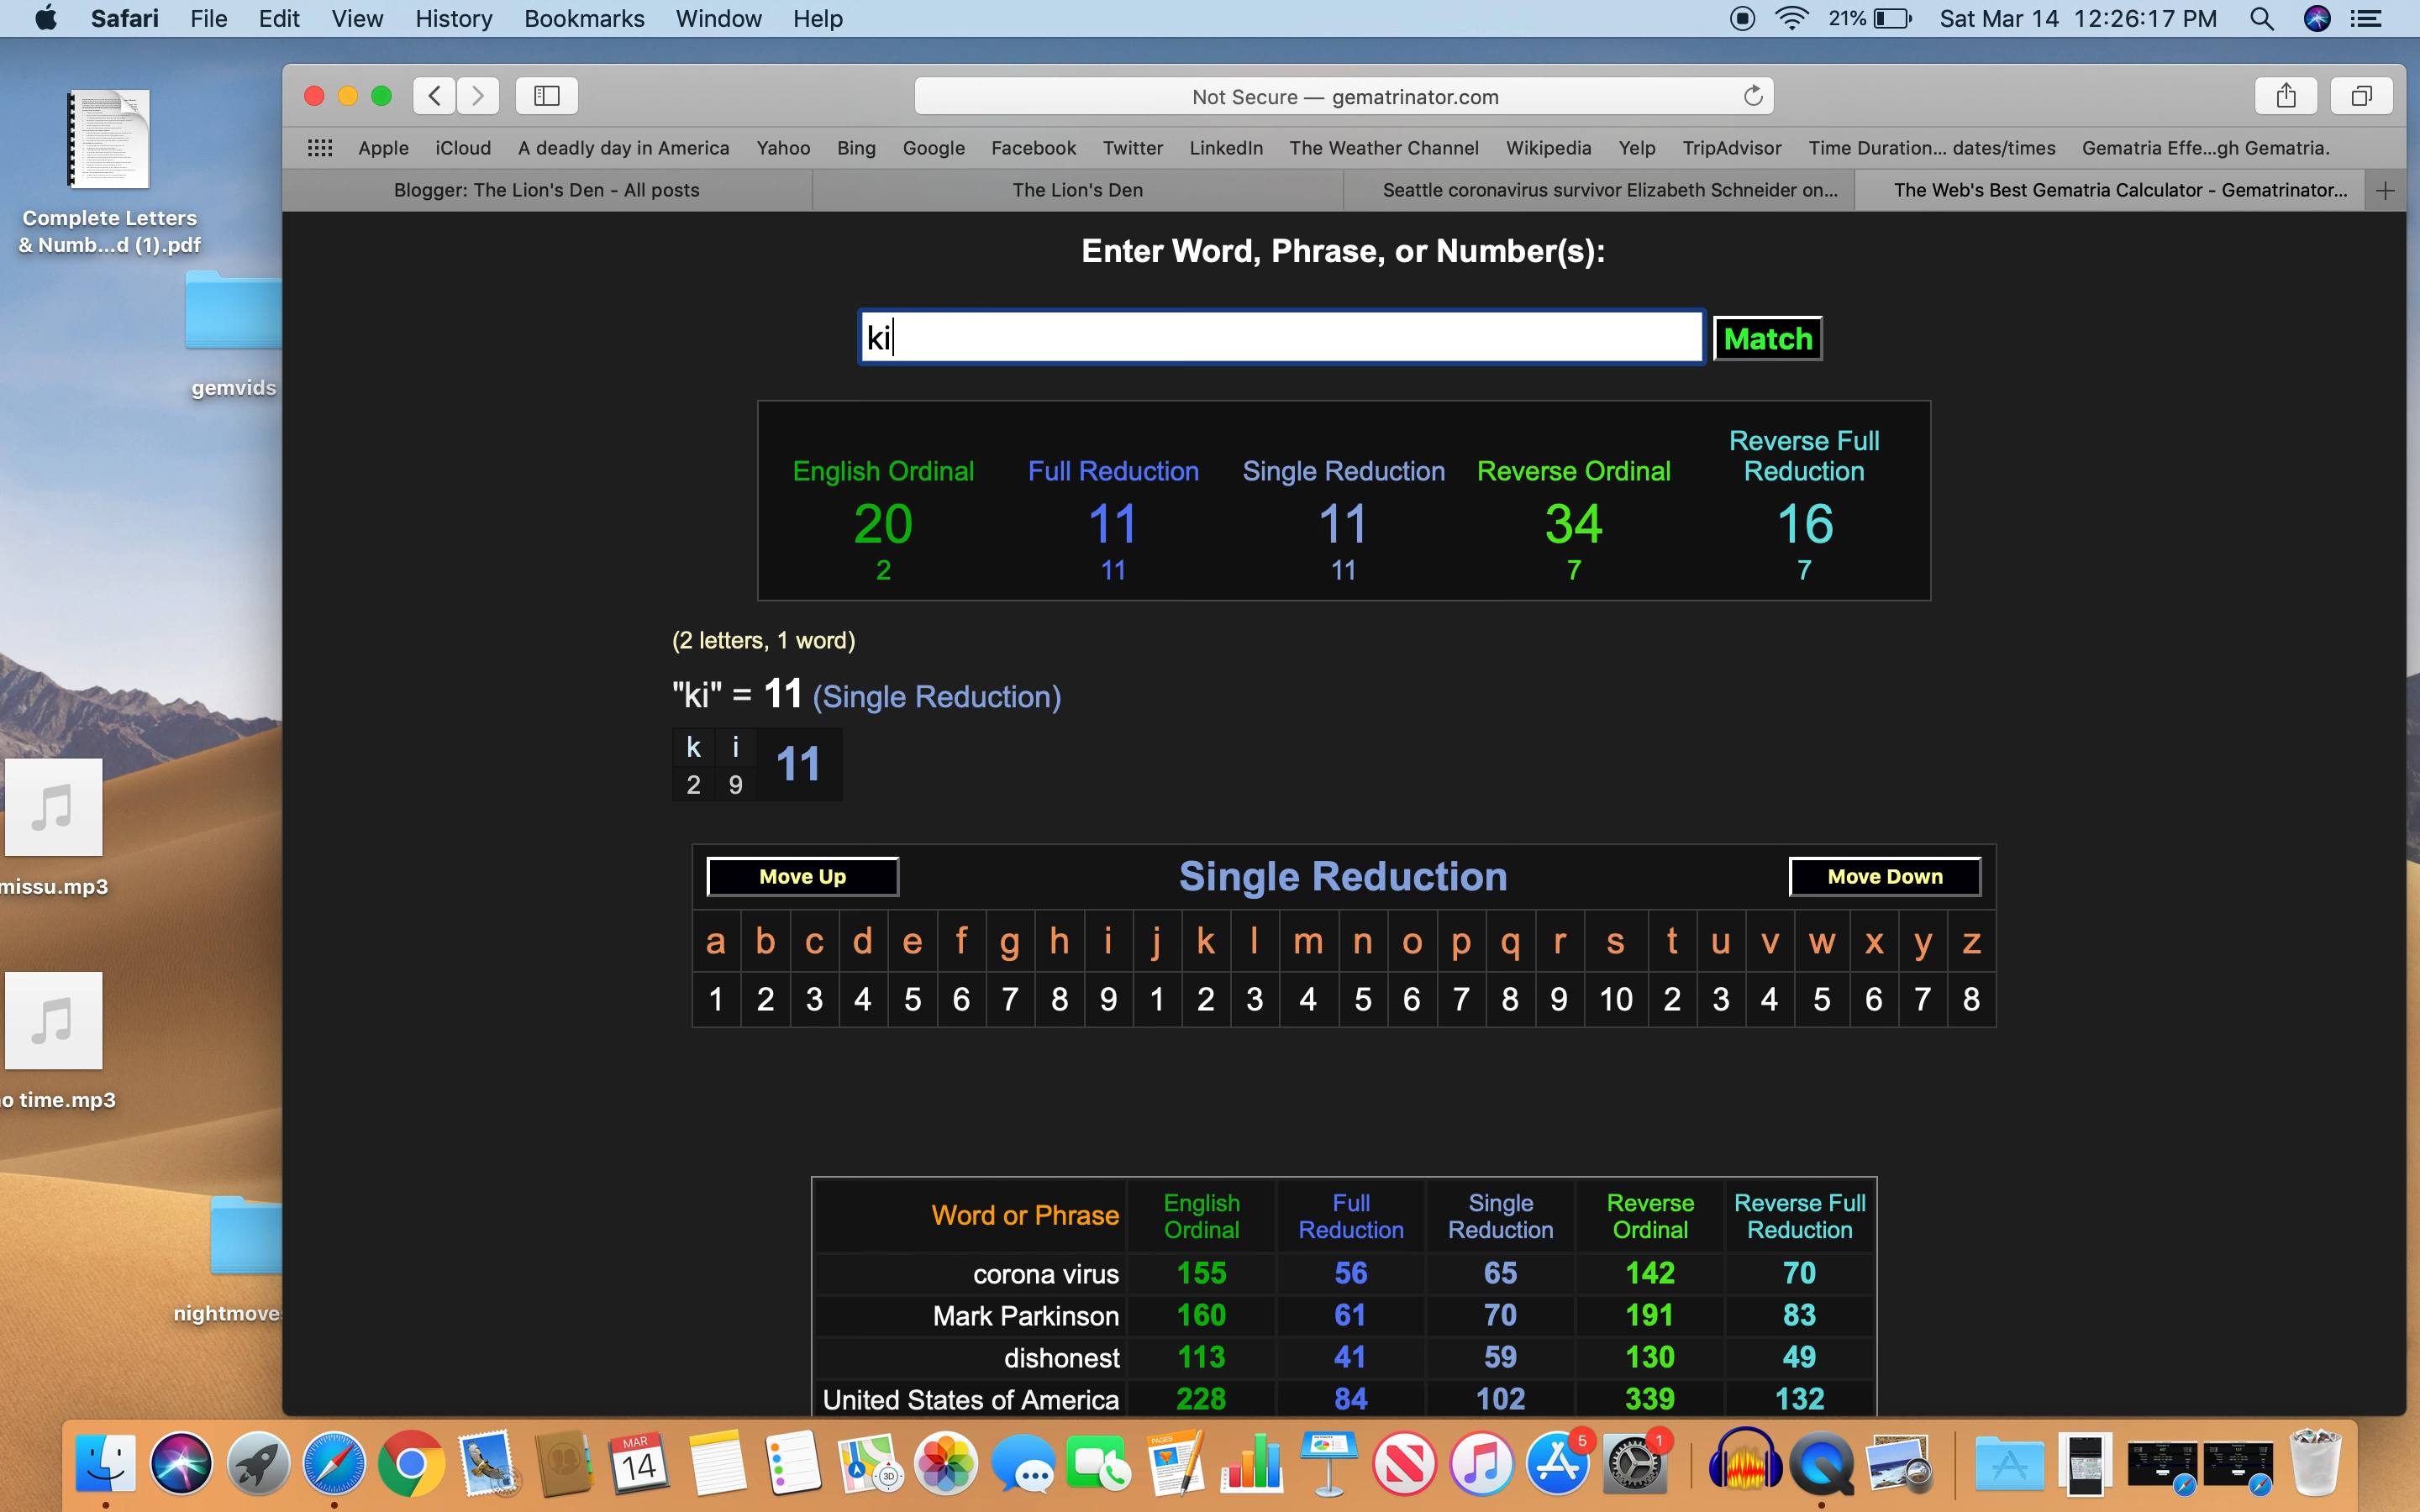 Safari File Edit View History Bookmarks Window Help 21% Sat Mar 14 12:26:17 PM
Not Secure — gematrinator.com
Apple iCloud A deadly day in America Yahoo Bing Google Facebook Twitter LinkedIn The Weather Channel Wikipedia Yelp TripAdvisor Time Duration... dates/times Gematria Effe...gh Gematria.
Blogger: The Lion's Den - All posts The Lion's Den Seattle coronavirus survivor Elizabeth Schneider on... The Web's Best Gematria Calculator - Gematrinator...
Complete Letters
& Numb...d (1).pdf
gemvids
missu.mp3
o time.mp3
nightmove
Enter Word, Phrase, or Number(s):
ki Match
English Ordinal Full Reduction Single Reduction Reverse Ordinal Reverse Full Reduction
20 11 11 34 16
2 11 11 7 7
(2 letters, 1 word)
"ki" = 11 (Single Reduction)
k i 11
2 9
Move Up Single Reduction Move Down
a b c d e f g h i j k l m n o p q r s t u v w x y z
1 2 3 4 5 6 7 8 9 1 2 3 4 5 6 7 8 9 10 2 3 4 5 6 7 8
Word or Phrase English Ordinal Full Reduction Single Reduction Reverse Ordinal Reverse Full Reduction
corona virus 155 56 65 142 70
Mark Parkinson 160 61 70 191 83
dishonest 113 41 59 130 49
United States of America 228 84 102 339 132
MAR
14
3D
PAGES
5
1